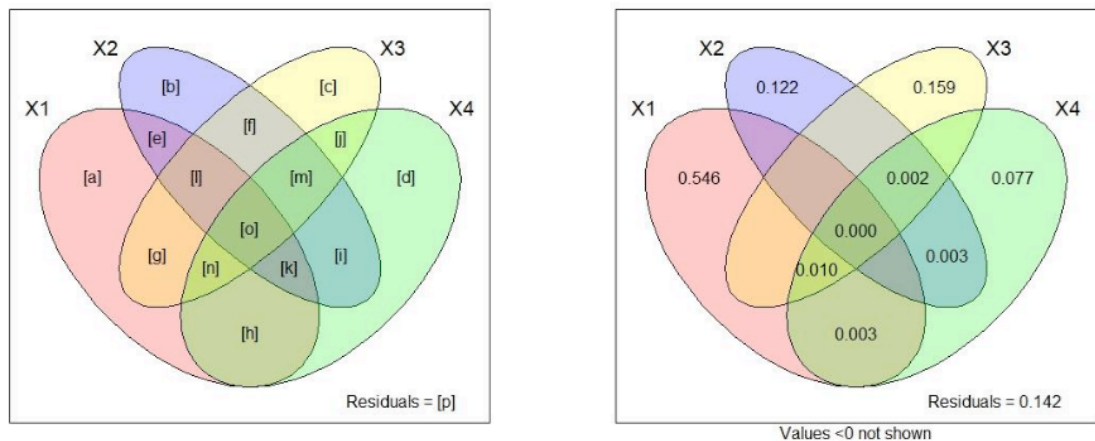 X2
X3
[b]
[c]
X1
X4
[f]
[e]
[j]
[a]
[l]
[m]
[d]
[o]
[g]
[n]
[k]
[i]
[h]
Residuals = [p]
X2
X3
0.122
0.159
X1
X4
0.546
0.002
0.077
0.000
0.010
0.003
0.003
Residuals = 0.142
Values <0 not shown